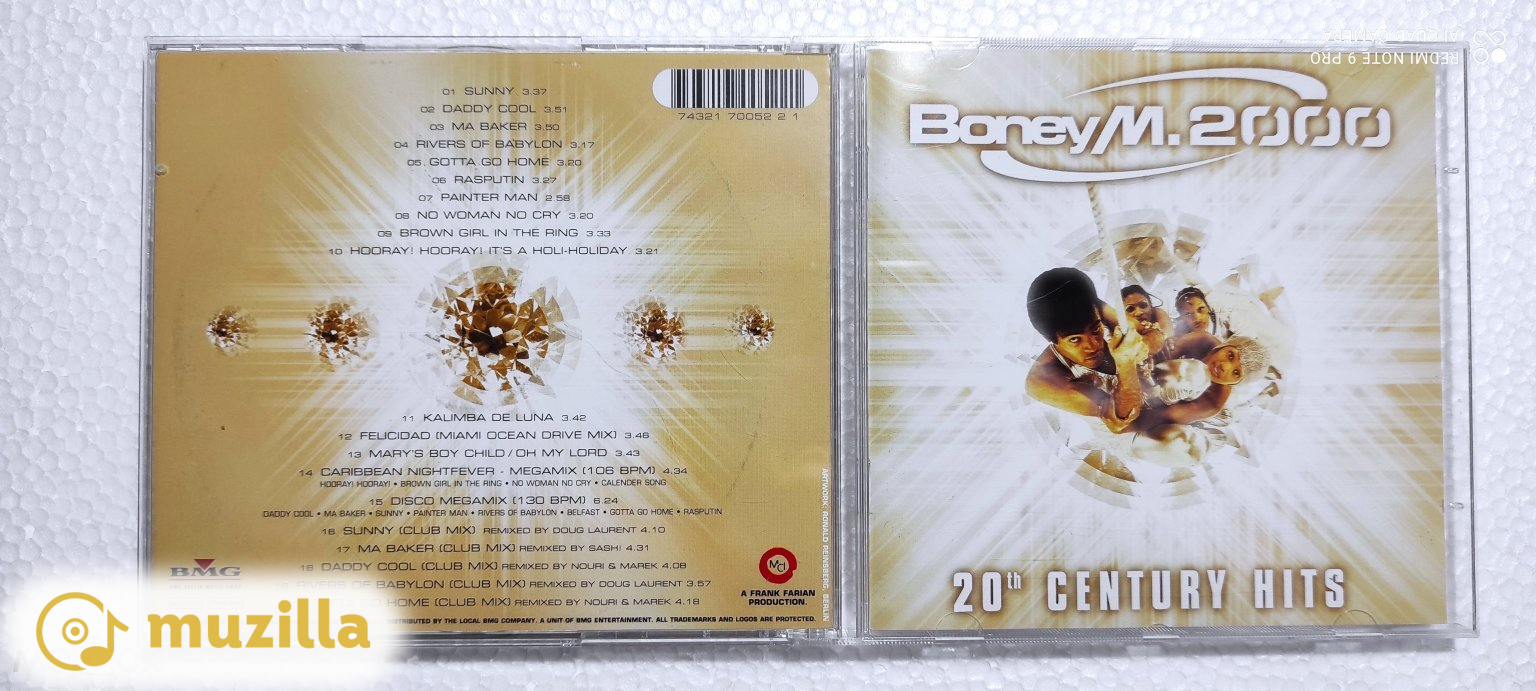 01 SUNNY 3.37
02 DADDY COOL 3.51
03 MA BAKER 3.50
04 RIVERS OF BABYLON 3.17
05 GOTTA GO HOME 3.20
06 RASPUTIN 3.27
07 PAINTER MAN 2.58
08 NO WOMAN NO CRY 3.20
09 BROWN GIRL IN THE RING 3.33
10 HOORAY! HOORAY! IT'S A HOLI-HOLIDAY 3.21
74321 70052 2 1
11 KALIMBA DE LUNA 3.42
12 FELICIDAD (MIAMI OCEAN DRIVE MIX) 3.46
13 MARY'S BOY CHILD / OH MY LORD 3.43
14 CARIBBEAN NIGHTFEVER - MEGAMIX (106 BPM) 4.34
HOORAY! HOORAY! • BROWN GIRL IN THE RING • NO WOMAN NO CRY • CALENDER SONG
15 DISCO MEGAMIX (130 BPM) 6.24
DADDY COOL • MA BAKER • SUNNY • PAINTER MAN • RIVERS OF BABYLON • BELFAST • GOTTA GO HOME • RASPUTIN
16 SUNNY (CLUB MIX) REMIXED BY DOUG LAURENT 4.10
17 MA BAKER (CLUB MIX) REMIXED BY SASH! 4.31
18 DADDY COOL (CLUB MIX) REMIXED BY NOURI & MAREK 4.08
RIVERS OF BABYLON (CLUB MIX) REMIXED BY DOUG LAURENT 3.57
GO HOME (CLUB MIX) REMIXED BY NOURI & MAREK 4.18
BMG
MCI
A FRANK FARIAN
PRODUCTION.
DISTRIBUTED BY THE LOCAL BMG COMPANY. A UNIT OF BMG ENTERTAINMENT. ALL TRADEMARKS AND LOGOS ARE PROTECTED.
ARTWORK: RONALD REINSBERG, BERLIN
Boney M. 2000
20th CENTURY HITS
REDMI NOTE 9 PRO
AI QUAD CAMERA
muzilla